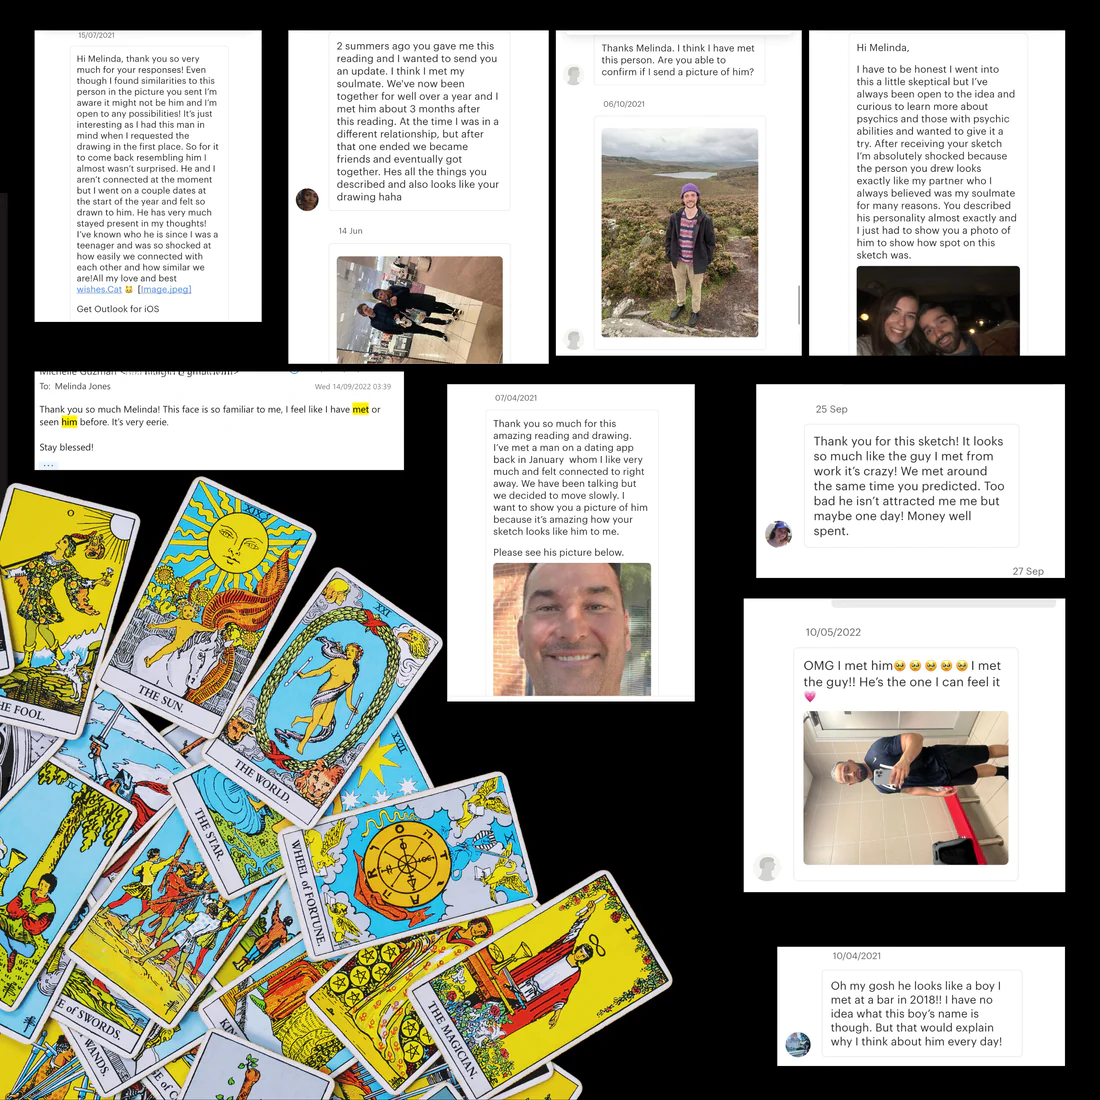 15/07/2021
Hi Melinda, thank you so very
much for your responses! Even
though I found similarities to this
person in the picture you sent I'm
aware it might not be him and I'm
open to any possibilities! It's just
interesting as I had this man in
mind when I requested the
drawing in the first place. So for it
to come back resembling him I
almost wasn't surprised. He and I
aren't connected at the moment
but I went on a couple dates at
the start of the year and felt so
drawn to him. He has very much
stayed present in my thoughts!
I've known who he is since I was a
teenager and was so shocked at
how easily we connected with
each other and how similar we
are!All my love and best
wishes.Cat 😹 [Image.jpeg]
Get Outlook for iOS
2 summers ago you gave me this
reading and I wanted to send you
an update. I think I met my
soulmate. We've now been
together for well over a year and I
met him about 3 months after
this reading. At the time I was in a
different relationship, but after
that one ended we became
friends and eventually got
together. Hes all the things you
described and also looks like your
drawing haha
14 Jun
Thanks Melinda. I think I have met
this person. Are you able to
confirm if I send a picture of him?
06/10/2021
Hi Melinda,
I have to be honest I went into
this a little skeptical but I've
always been open to the idea and
curious to learn more about
psychics and those with psychic
abilities and wanted to give it a
try. After receiving your sketch
I'm absolutely shocked because
the person you drew looks
exactly like my partner who I
always believed was my soulmate
for many reasons. You described
his personality almost exactly and
I just had to show you a photo of
him to show how spot on this
sketch was.
Michelle Guzman
To: Melinda Jones
Wed 14/09/2022 03:39
Thank you so much Melinda! This face is so familiar to me, I feel like I have met or
seen him before. It's very eerie.
Stay blessed!
...
07/04/2021
Thank you so much for this
amazing reading and drawing.
I've met a man on a dating app
back in January whom I like very
much and felt connected to right
away. We have been talking but
we decided to move slowly. I
want to show you a picture of him
because it's amazing how your
sketch looks like him to me.
Please see his picture below.
25 Sep
Thank you for this sketch! It looks
so much like the guy I met from
work it's crazy! We met around
the same time you predicted. Too
bad he isn't attracted me me but
maybe one day! Money well
spent.
27 Sep
10/05/2022
OMG I met him🥹🥹🥹🥹🥹 I met
the guy!! He's the one I can feel it
💗
10/04/2021
Oh my gosh he looks like a boy I
met at a bar in 2018!! I have no
idea what this boy's name is
though. But that would explain
why I think about him every day!
O
HE FOOL.
XIX
THE SUN.
XXI
THE WORLD.
XVII
THE STAR.
WHEEL of FORTUNE.
I
THE MAGICIAN.
E of SWORDS.
WANDS.
KIN
E of C